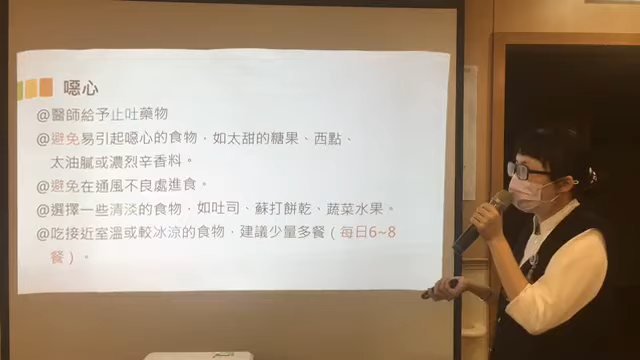 噁心
@醫師給予止吐藥物
@避免易引起噁心的食物，如太甜的糖果、西點、
太油膩或濃烈辛香料。
@避免在通風不良處進食。
@選擇一些清淡的食物，如吐司、蘇打餅乾、蔬菜水果。
@吃接近室溫或較冰涼的食物，建議少量多餐（每日6~8
餐）。